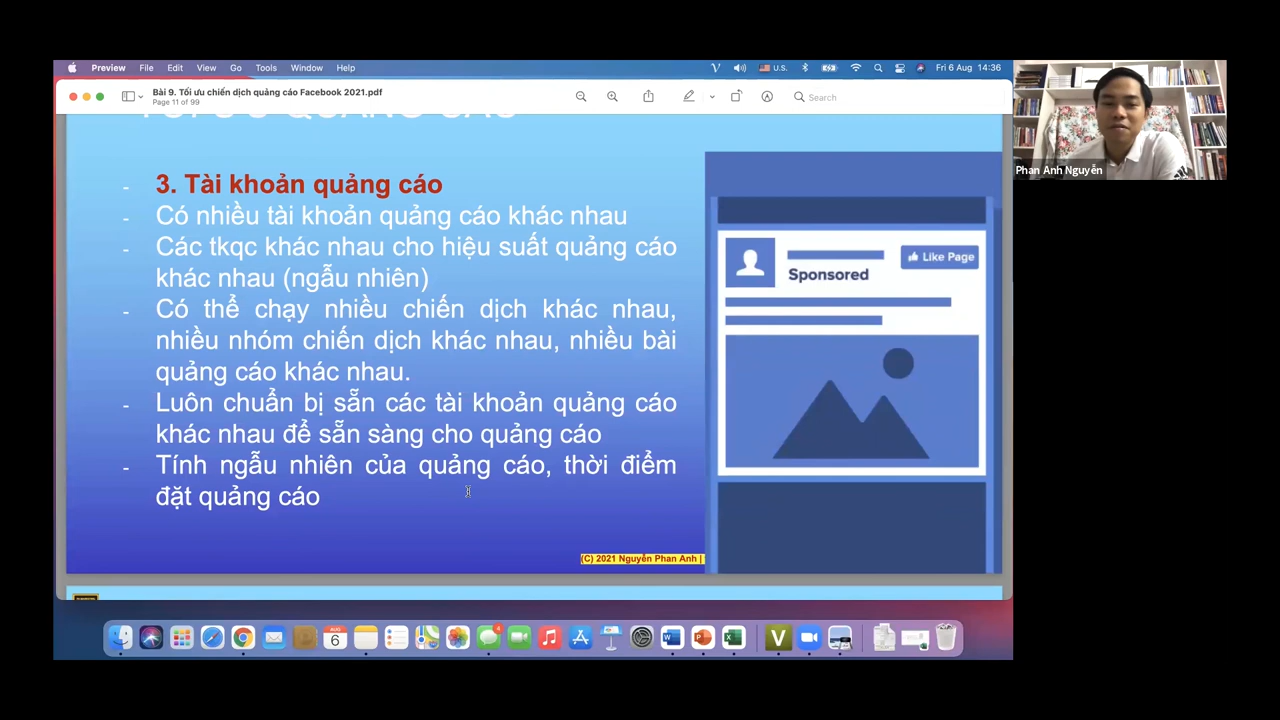 Preview File Edit View Go Tools Window Help
U.S.
Fri 6 Aug 14:36
Bài 9. Tối ưu chiến dịch quảng cáo Facebook 2021.pdf
Page 11 of 99
Search
Phan Anh Nguyễn
- 3. Tài khoản quảng cáo
- Có nhiều tài khoản quảng cáo khác nhau
- Các tkqc khác nhau cho hiệu suất quảng cáo
khác nhau (ngẫu nhiên)
- Có thể chạy nhiều chiến dịch khác nhau,
nhiều nhóm chiến dịch khác nhau, nhiều bài
quảng cáo khác nhau.
- Luôn chuẩn bị sẵn các tài khoản quảng cáo
khác nhau để sẵn sàng cho quảng cáo
- Tính ngẫu nhiên của quảng cáo, thời điểm
đặt quảng cáo
Like Page
Sponsored
(C) 2021 Nguyễn Phan Anh |
AUG
6
4